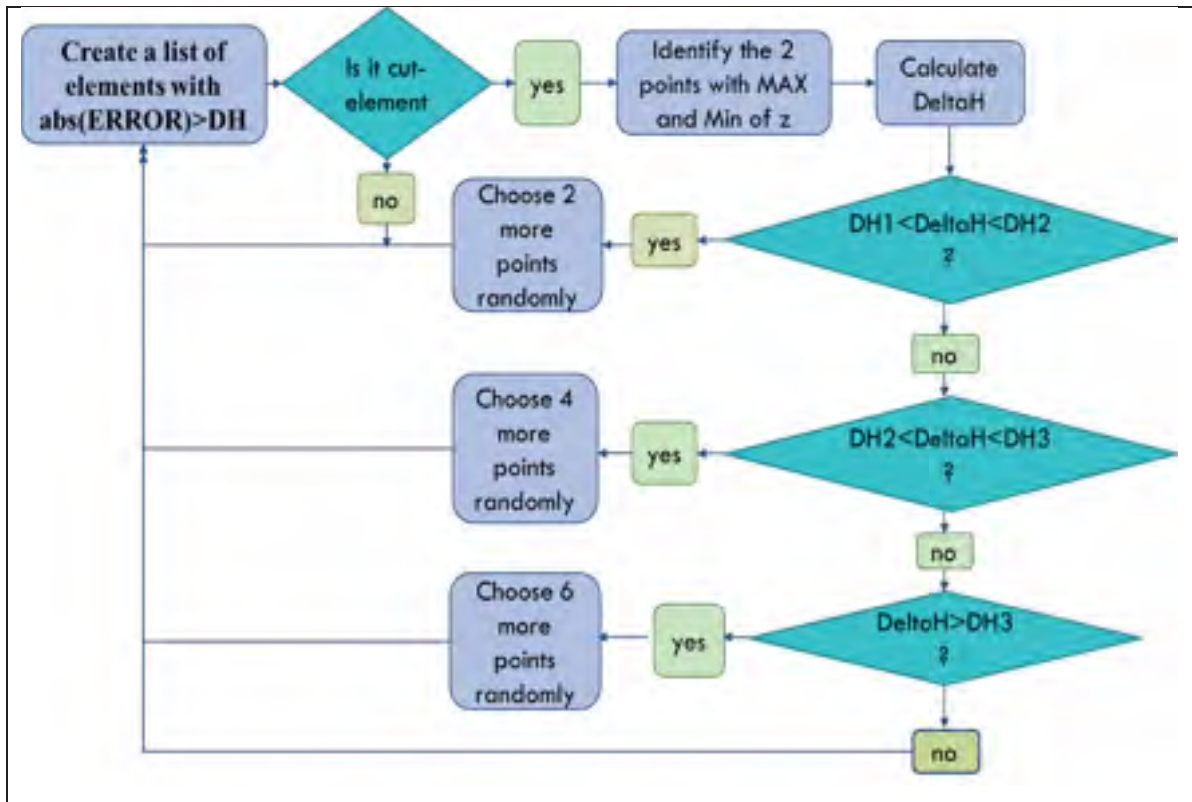 Create a list of
elements with
abs(ERROR)>DH
Is it cut-
element
yes
Identify the 2
points with MAX
and Min of z
Calculate
DeltaH
no
Choose 2
more
points
randomly
yes
DH1<DeltaH<DH2
?
no
Choose 4
more
points
randomly
yes
DH2<DeltaH<DH3
?
no
Choose 6
more
points
randomly
yes
DeltaH>DH3
?
no